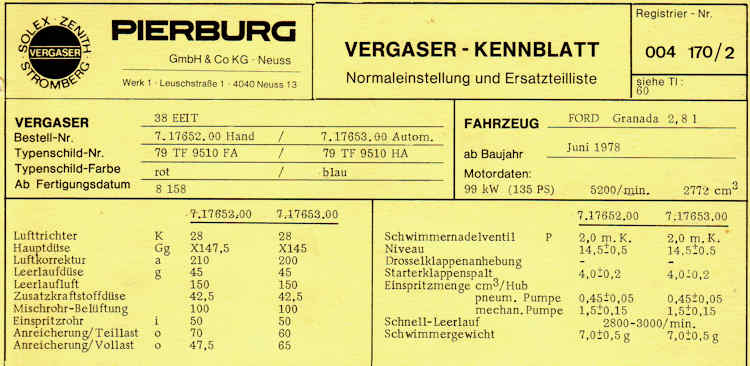 SOLEX · ZENITH
VERGASER
STROMBERG
PIERBURG
GmbH & Co KG · Neuss
Werk 1 · Leuschstraße 1 · 4040 Neuss 13
VERGASER - KENNBLATT
Normaleinstellung und Ersatzteilliste
Registrier - Nr.
004 170/2
siehe TI :
60
VERGASER 38 EEIT
Bestell-Nr. 7.17652.00 Hand / 7.17653.00 Autom.
Typenschild-Nr. 79 TF 9510 FA / 79 TF 9510 HA
Typenschild-Farbe rot / blau
Ab Fertigungsdatum 8 158
FAHRZEUG FORD Granada 2,8 l
ab Baujahr Juni 1978
Motordaten:
99 kW (135 PS) 5200/min. 2772 cm³
7.17652.00 7.17653.00
Lufttrichter K 28 28
Hauptdüse Gg X147,5 X145
Luftkorrektur a 210 200
Leerlaufdüse g 45 45
Leerlaufluft 150 150
Zusatzkraftstoffdüse 42,5 42,5
Mischrohr-Belüftung 100 100
Einspritzrohr i 50 50
Anreicherung/Teillast o 70 60
Anreicherung/Vollast o 47,5 65
7.17652.00 7.17653.00
Schwimmernadelventil P 2,0 m. K. 2,0 m. K.
Niveau 14,5±0,5 14,5±0,5
Drosselklappenanhebung - -
Starterklappenspalt 4,0±0,2 4,0±0,2
Einspritzmenge cm³/Hub
pneum. Pumpe 0,45±0,05 0,45±0,05
mechan. Pumpe 1,5±0,15 1,5±0,15
Schnell-Leerlauf 2800-3000/min.
Schwimmergewicht 7,0±0,5 g 7,0±0,5 g